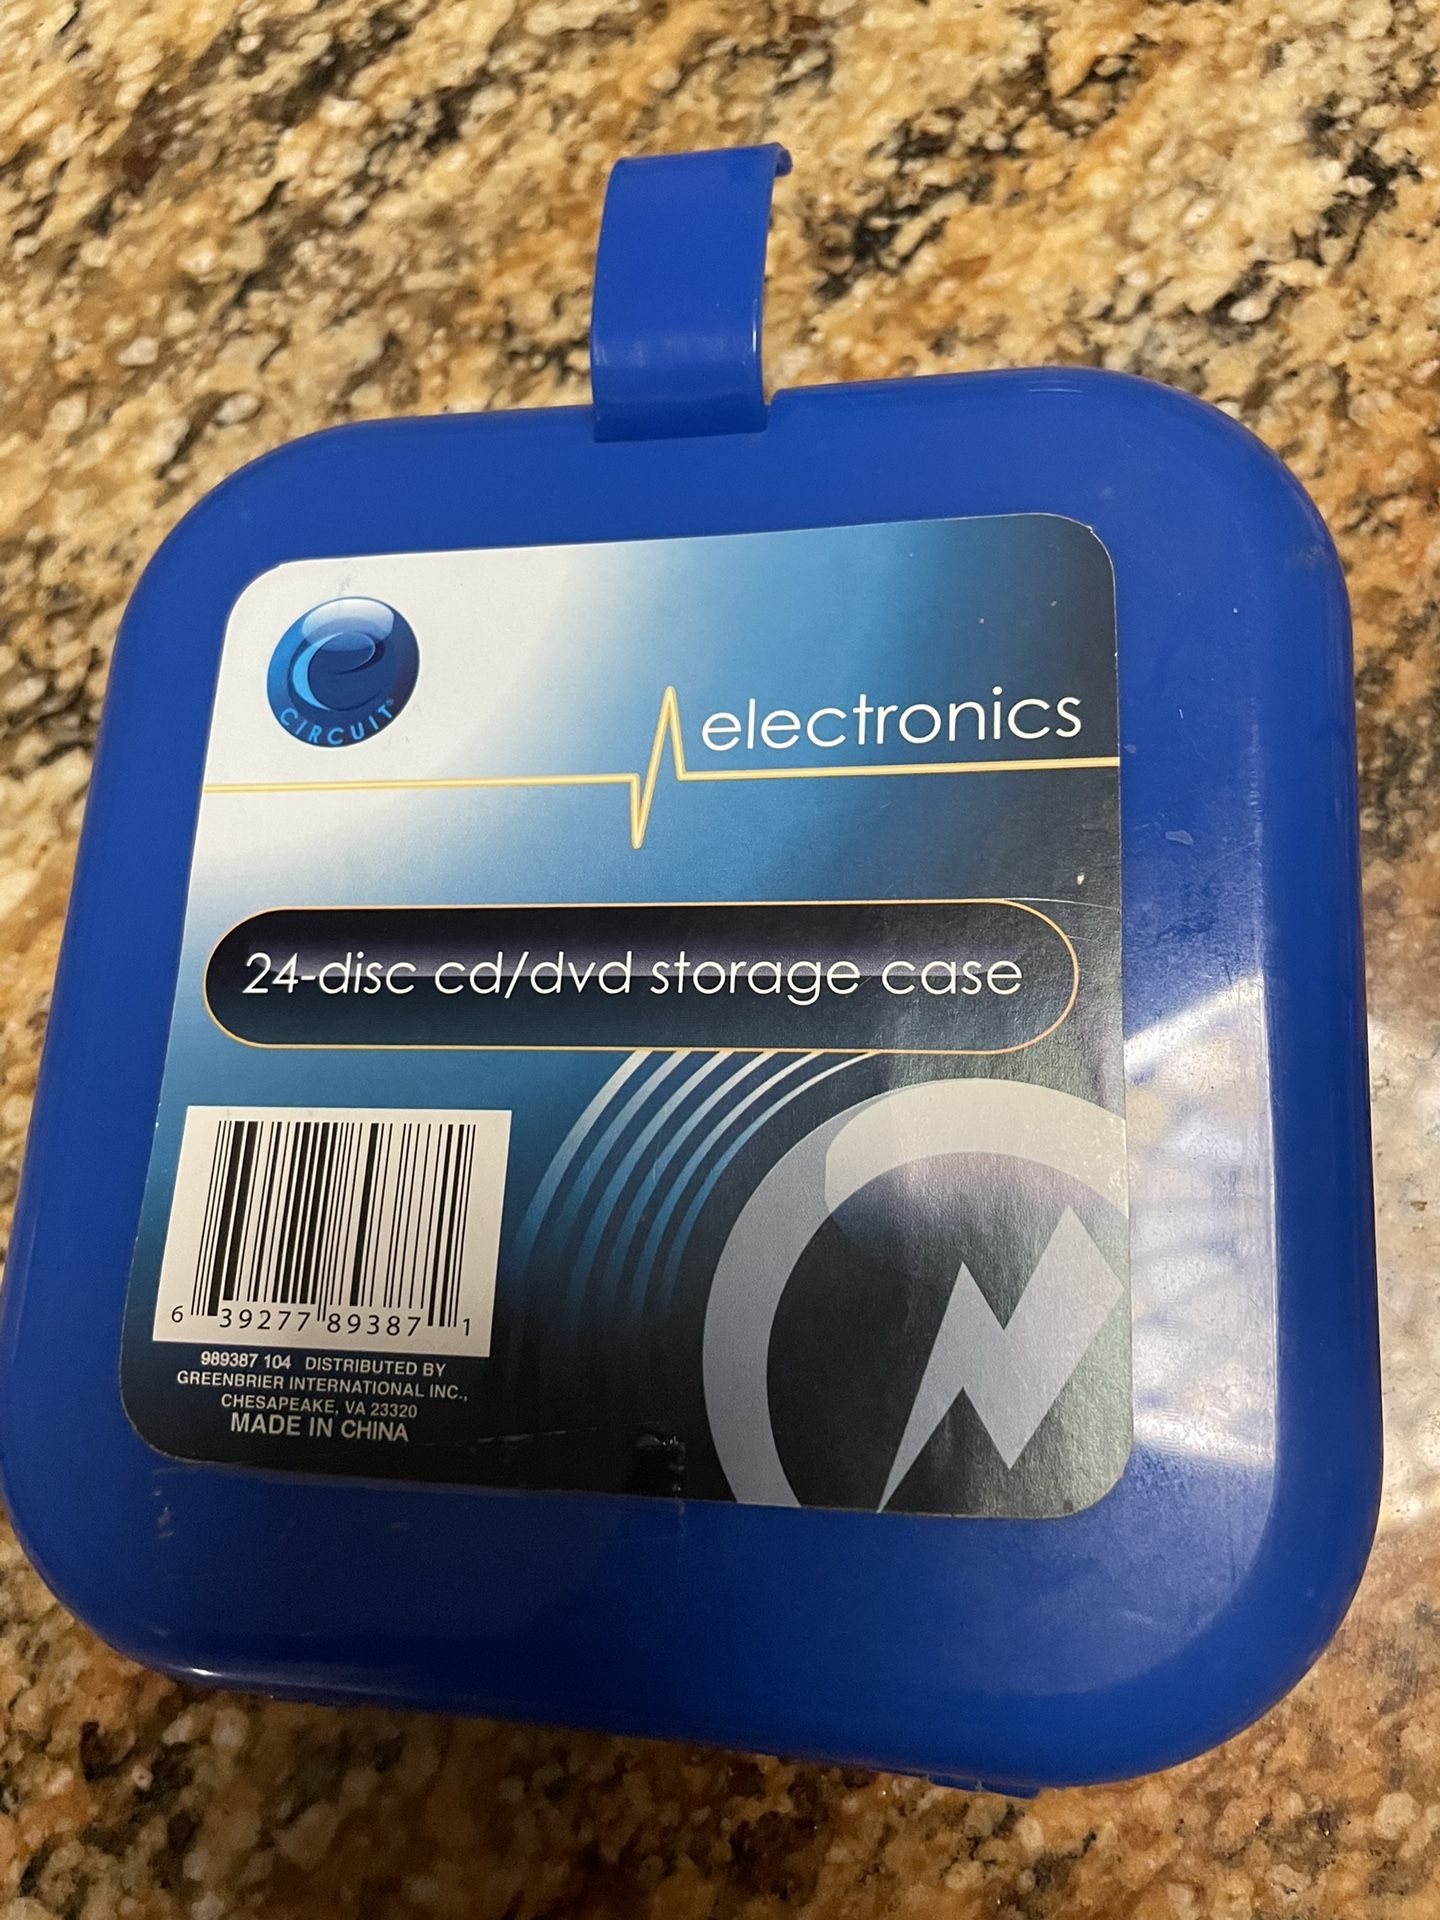 e
CIRCUIT®
electronics
24-disc cd/dvd storage case
6 39277 89387 1
989387 104 DISTRIBUTED BY
GREENBRIER INTERNATIONAL INC.,
CHESAPEAKE, VA 23320
MADE IN CHINA